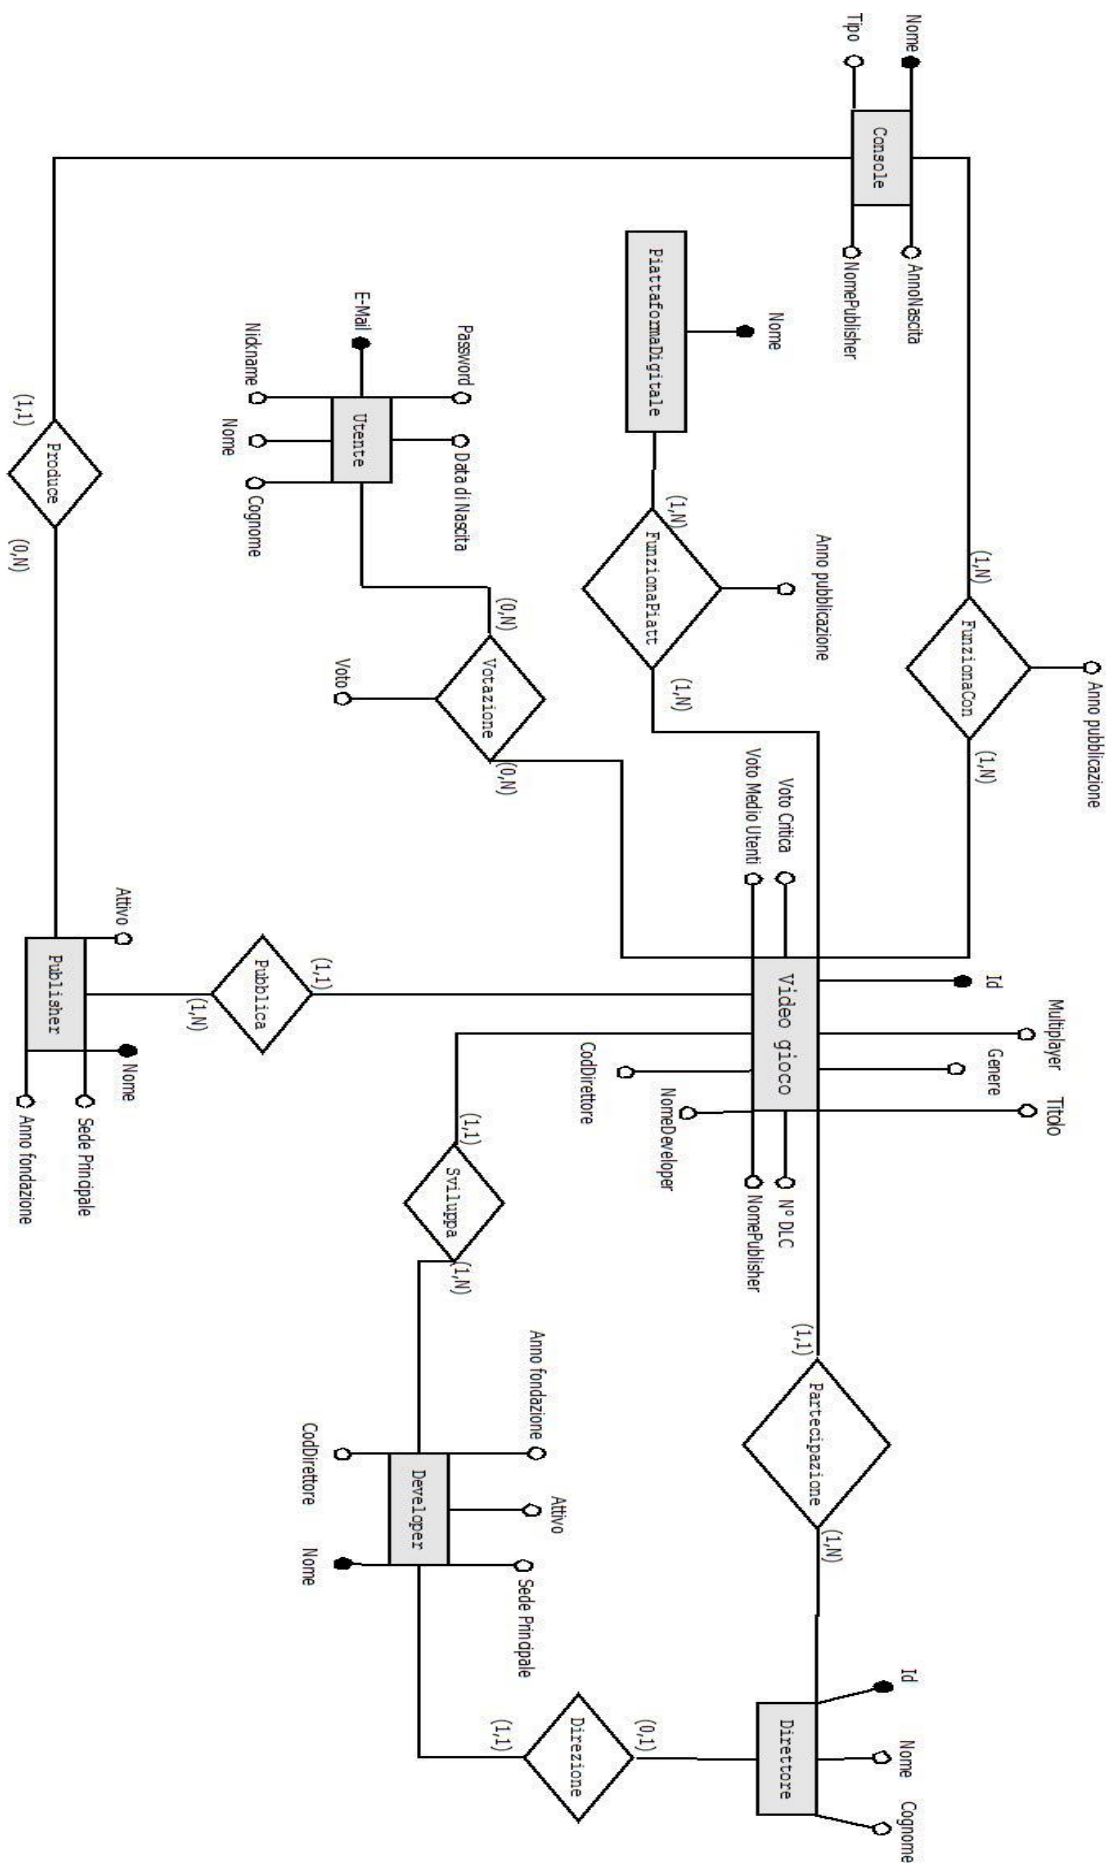 Anno pubblicazione
(1,N)
FunzionaCon
(1,N)
Nome
Tipo
Console
AnnoNascita
NomePublisher
Nome
PiattaformaDigitale
Anno pubblicazione
(1,N)
FunzionaPiatt
(1,N)
Password
Data di Nascita
E-Mail
Utente
Nickname
Nome
Cognome
(0,N)
Votazione
(0,N)
Voto
(1,1)
Produce
(0,N)
Id
Multiplayer
Genere
Titolo
Voto Critica
Voto Medio Utenti
Video gioco
N° DLC
NomePublisher
CodDirettore
NomeDeveloper
(1,1)
Pubblica
(1,N)
Attivo
Publisher
Nome
Sede Principale
Anno fondazione
(1,1)
Sviluppa
(1,N)
Anno fondazione
Attivo
Sede Principale
Developer
CodDirettore
Nome
(1,1)
Partecipazione
(1,N)
Id
Nome
Cognome
Direttore
(0,1)
Direzione
(1,1)